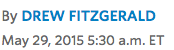 By DREW FITZGERALD
May 29, 2015 5:30 a.m. ET